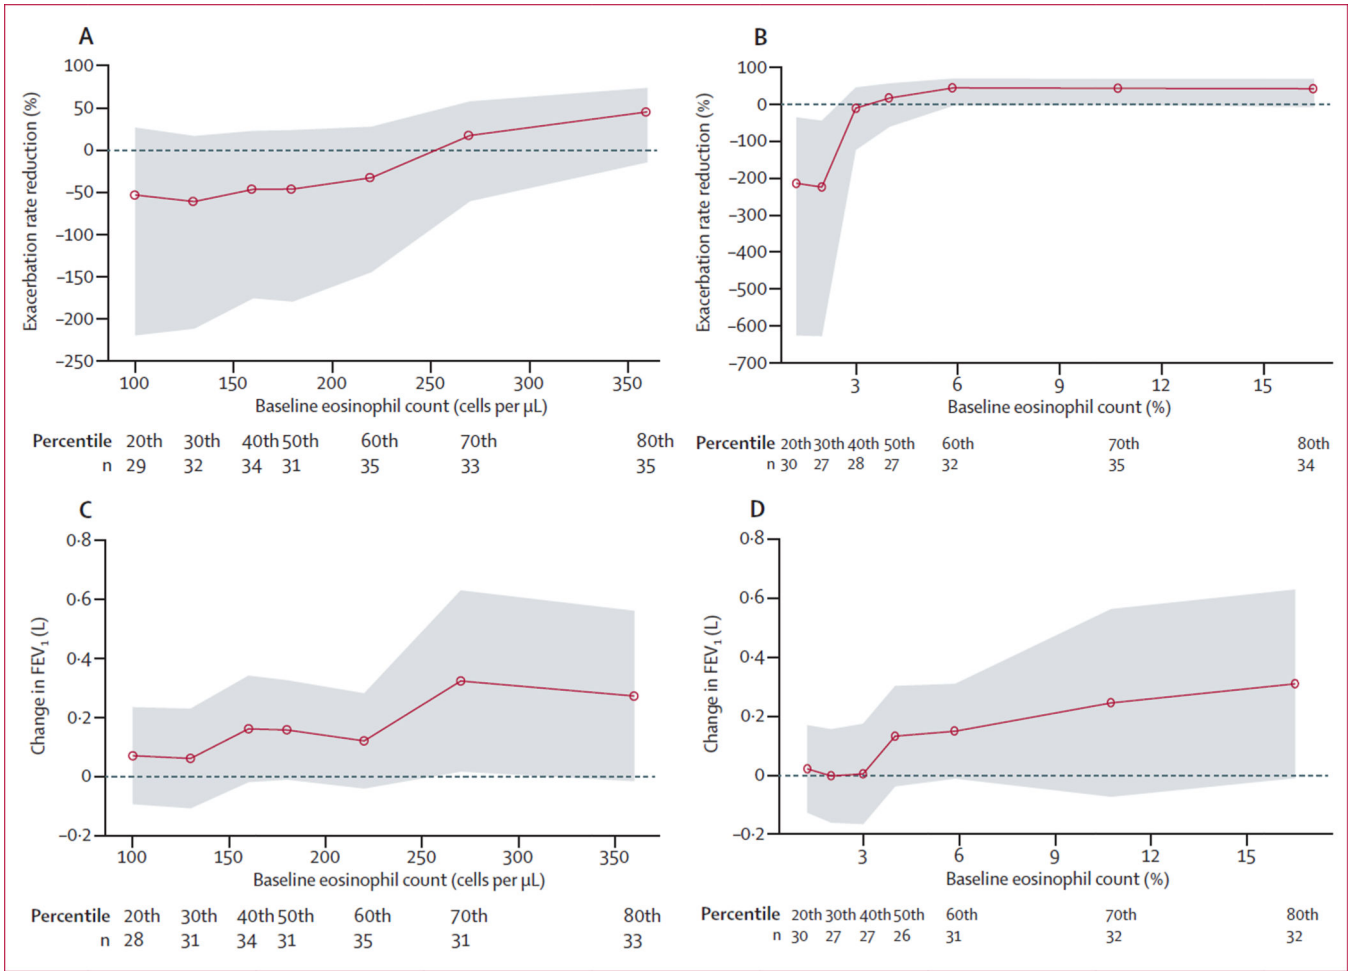 A
Exacerbation rate reduction (%)
100
50
0
–50
–100
–150
–200
–250
100 150 200 250 300 350
Baseline eosinophil count (cells per µL)
Percentile 20th 30th 40th 50th 60th 70th 80th
n 29 32 34 31 35 33 35
B
Exacerbation rate reduction (%)
100
0
–100
–200
–300
–400
–500
–600
–700
3 6 9 12 15
Baseline eosinophil count (%)
Percentile 20th 30th 40th 50th 60th 70th 80th
n 30 27 28 27 32 35 34
C
Change in FEV₁ (L)
0·8
0·6
0·4
0·2
0
–0·2
100 150 200 250 300 350
Baseline eosinophil count (cells per µL)
Percentile 20th 30th 40th 50th 60th 70th 80th
n 28 31 34 31 35 31 33
D
Change in FEV₁ (L)
0·8
0·6
0·4
0·2
0
–0·2
3 6 9 12 15
Baseline eosinophil count (%)
Percentile 20th 30th 40th 50th 60th 70th 80th
n 30 27 27 26 31 32 32